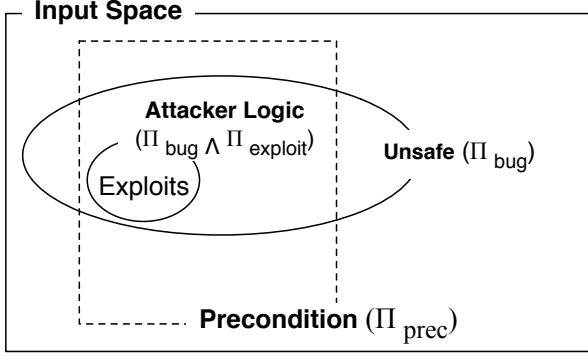 Input Space
Attacker Logic
(Π bug Λ Π exploit)
Unsafe (Π bug)
Exploits
Precondition (Π prec)